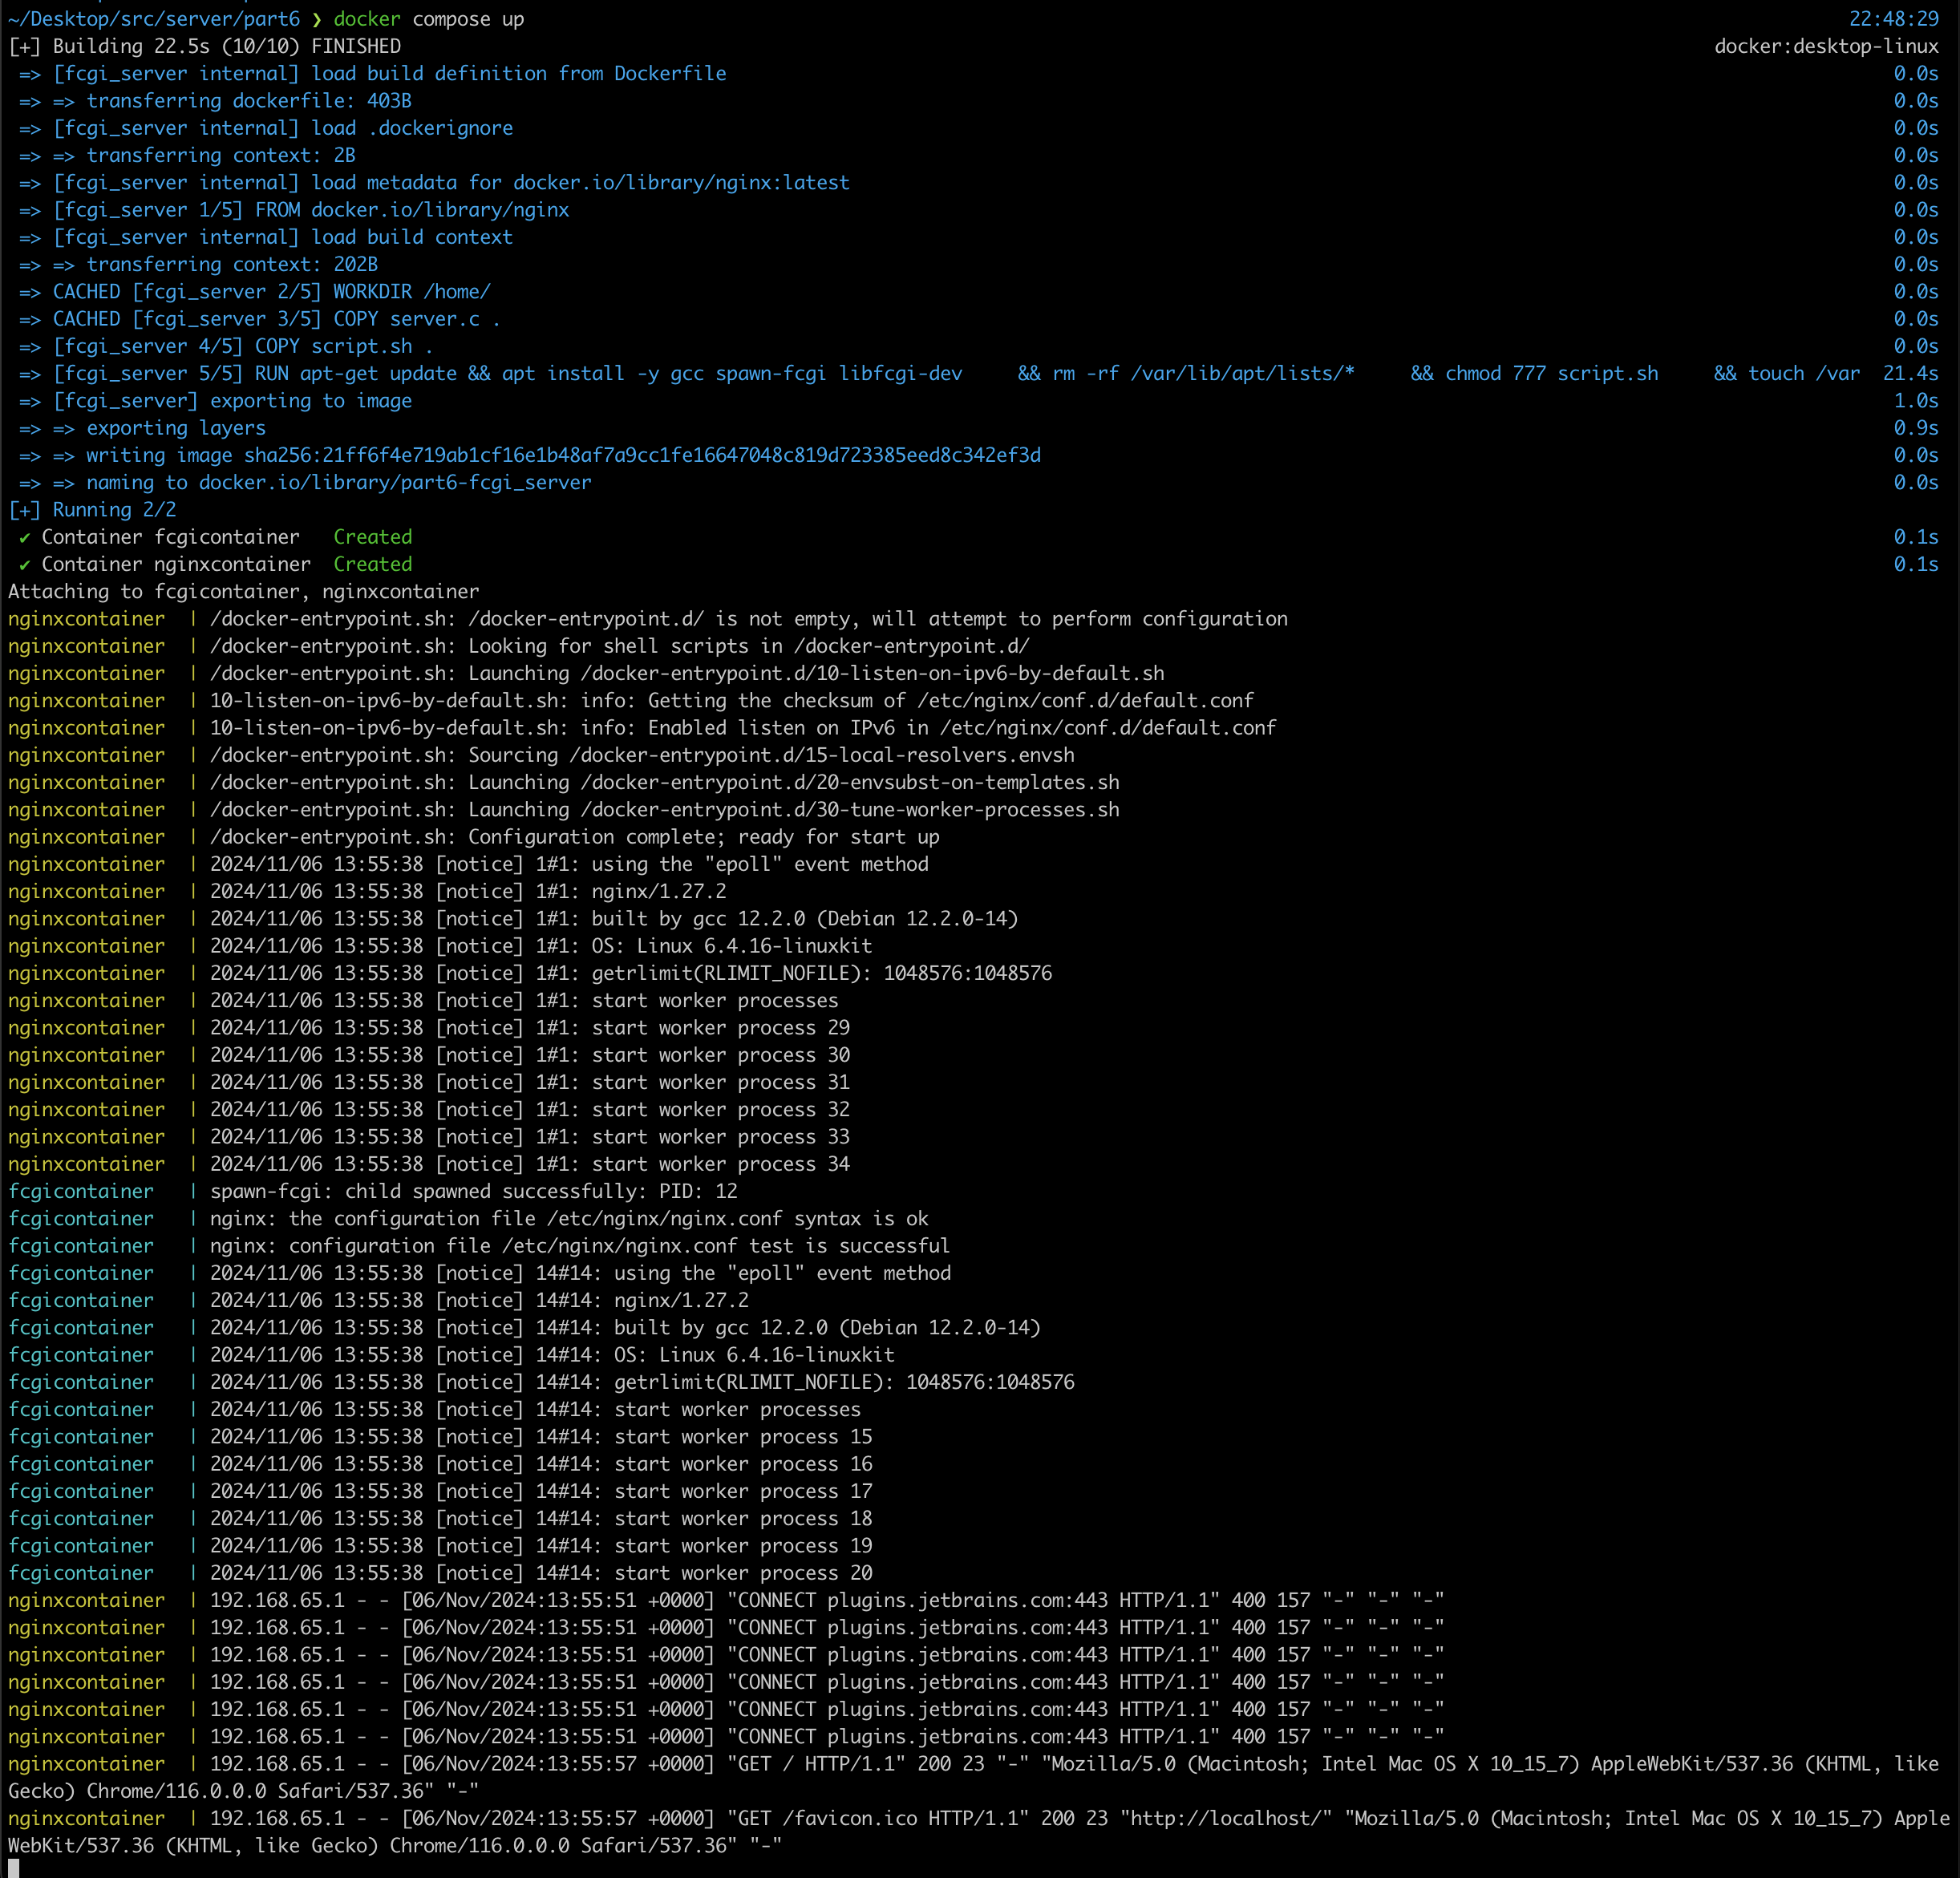 ~/Desktop/src/server/part6 ❯ docker compose up 22:48:29
[+] Building 22.5s (10/10) FINISHED docker:desktop-linux
=> [fcgi_server internal] load build definition from Dockerfile 0.0s
=> => transferring dockerfile: 403B 0.0s
=> [fcgi_server internal] load .dockerignore 0.0s
=> => transferring context: 2B 0.0s
=> [fcgi_server internal] load metadata for docker.io/library/nginx:latest 0.0s
=> [fcgi_server 1/5] FROM docker.io/library/nginx 0.0s
=> [fcgi_server internal] load build context 0.0s
=> => transferring context: 202B 0.0s
=> CACHED [fcgi_server 2/5] WORKDIR /home/ 0.0s
=> CACHED [fcgi_server 3/5] COPY server.c . 0.0s
=> [fcgi_server 4/5] COPY script.sh . 0.0s
=> [fcgi_server 5/5] RUN apt-get update && apt install -y gcc spawn-fcgi libfcgi-dev && rm -rf /var/lib/apt/lists/* && chmod 777 script.sh && touch /var 21.4s
=> [fcgi_server] exporting to image 1.0s
=> => exporting layers 0.9s
=> => writing image sha256:21ff6f4e719ab1cf16e1b48af7a9cc1fe16647048c819d723385eed8c342ef3d 0.0s
=> => naming to docker.io/library/part6-fcgi_server 0.0s
[+] Running 2/2
✔ Container fcgicontainer Created 0.1s
✔ Container nginxcontainer Created 0.1s
Attaching to fcgicontainer, nginxcontainer
nginxcontainer | /docker-entrypoint.sh: /docker-entrypoint.d/ is not empty, will attempt to perform configuration
nginxcontainer | /docker-entrypoint.sh: Looking for shell scripts in /docker-entrypoint.d/
nginxcontainer | /docker-entrypoint.sh: Launching /docker-entrypoint.d/10-listen-on-ipv6-by-default.sh
nginxcontainer | 10-listen-on-ipv6-by-default.sh: info: Getting the checksum of /etc/nginx/conf.d/default.conf
nginxcontainer | 10-listen-on-ipv6-by-default.sh: info: Enabled listen on IPv6 in /etc/nginx/conf.d/default.conf
nginxcontainer | /docker-entrypoint.sh: Sourcing /docker-entrypoint.d/15-local-resolvers.envsh
nginxcontainer | /docker-entrypoint.sh: Launching /docker-entrypoint.d/20-envsubst-on-templates.sh
nginxcontainer | /docker-entrypoint.sh: Launching /docker-entrypoint.d/30-tune-worker-processes.sh
nginxcontainer | /docker-entrypoint.sh: Configuration complete; ready for start up
nginxcontainer | 2024/11/06 13:55:38 [notice] 1#1: using the "epoll" event method
nginxcontainer | 2024/11/06 13:55:38 [notice] 1#1: nginx/1.27.2
nginxcontainer | 2024/11/06 13:55:38 [notice] 1#1: built by gcc 12.2.0 (Debian 12.2.0-14)
nginxcontainer | 2024/11/06 13:55:38 [notice] 1#1: OS: Linux 6.4.16-linuxkit
nginxcontainer | 2024/11/06 13:55:38 [notice] 1#1: getrlimit(RLIMIT_NOFILE): 1048576:1048576
nginxcontainer | 2024/11/06 13:55:38 [notice] 1#1: start worker processes
nginxcontainer | 2024/11/06 13:55:38 [notice] 1#1: start worker process 29
nginxcontainer | 2024/11/06 13:55:38 [notice] 1#1: start worker process 30
nginxcontainer | 2024/11/06 13:55:38 [notice] 1#1: start worker process 31
nginxcontainer | 2024/11/06 13:55:38 [notice] 1#1: start worker process 32
nginxcontainer | 2024/11/06 13:55:38 [notice] 1#1: start worker process 33
nginxcontainer | 2024/11/06 13:55:38 [notice] 1#1: start worker process 34
fcgicontainer | spawn-fcgi: child spawned successfully: PID: 12
fcgicontainer | nginx: the configuration file /etc/nginx/nginx.conf syntax is ok
fcgicontainer | nginx: configuration file /etc/nginx/nginx.conf test is successful
fcgicontainer | 2024/11/06 13:55:38 [notice] 14#14: using the "epoll" event method
fcgicontainer | 2024/11/06 13:55:38 [notice] 14#14: nginx/1.27.2
fcgicontainer | 2024/11/06 13:55:38 [notice] 14#14: built by gcc 12.2.0 (Debian 12.2.0-14)
fcgicontainer | 2024/11/06 13:55:38 [notice] 14#14: OS: Linux 6.4.16-linuxkit
fcgicontainer | 2024/11/06 13:55:38 [notice] 14#14: getrlimit(RLIMIT_NOFILE): 1048576:1048576
fcgicontainer | 2024/11/06 13:55:38 [notice] 14#14: start worker processes
fcgicontainer | 2024/11/06 13:55:38 [notice] 14#14: start worker process 15
fcgicontainer | 2024/11/06 13:55:38 [notice] 14#14: start worker process 16
fcgicontainer | 2024/11/06 13:55:38 [notice] 14#14: start worker process 17
fcgicontainer | 2024/11/06 13:55:38 [notice] 14#14: start worker process 18
fcgicontainer | 2024/11/06 13:55:38 [notice] 14#14: start worker process 19
fcgicontainer | 2024/11/06 13:55:38 [notice] 14#14: start worker process 20
nginxcontainer | 192.168.65.1 - - [06/Nov/2024:13:55:51 +0000] "CONNECT plugins.jetbrains.com:443 HTTP/1.1" 400 157 "-" "-" "-"
nginxcontainer | 192.168.65.1 - - [06/Nov/2024:13:55:51 +0000] "CONNECT plugins.jetbrains.com:443 HTTP/1.1" 400 157 "-" "-" "-"
nginxcontainer | 192.168.65.1 - - [06/Nov/2024:13:55:51 +0000] "CONNECT plugins.jetbrains.com:443 HTTP/1.1" 400 157 "-" "-" "-"
nginxcontainer | 192.168.65.1 - - [06/Nov/2024:13:55:51 +0000] "CONNECT plugins.jetbrains.com:443 HTTP/1.1" 400 157 "-" "-" "-"
nginxcontainer | 192.168.65.1 - - [06/Nov/2024:13:55:51 +0000] "CONNECT plugins.jetbrains.com:443 HTTP/1.1" 400 157 "-" "-" "-"
nginxcontainer | 192.168.65.1 - - [06/Nov/2024:13:55:51 +0000] "CONNECT plugins.jetbrains.com:443 HTTP/1.1" 400 157 "-" "-" "-"
nginxcontainer | 192.168.65.1 - - [06/Nov/2024:13:55:57 +0000] "GET / HTTP/1.1" 200 23 "-" "Mozilla/5.0 (Macintosh; Intel Mac OS X 10_15_7) AppleWebKit/537.36 (KHTML, like
Gecko) Chrome/116.0.0.0 Safari/537.36" "-"
nginxcontainer | 192.168.65.1 - - [06/Nov/2024:13:55:57 +0000] "GET /favicon.ico HTTP/1.1" 200 23 "http://localhost/" "Mozilla/5.0 (Macintosh; Intel Mac OS X 10_15_7) Apple
WebKit/537.36 (KHTML, like Gecko) Chrome/116.0.0.0 Safari/537.36" "-"